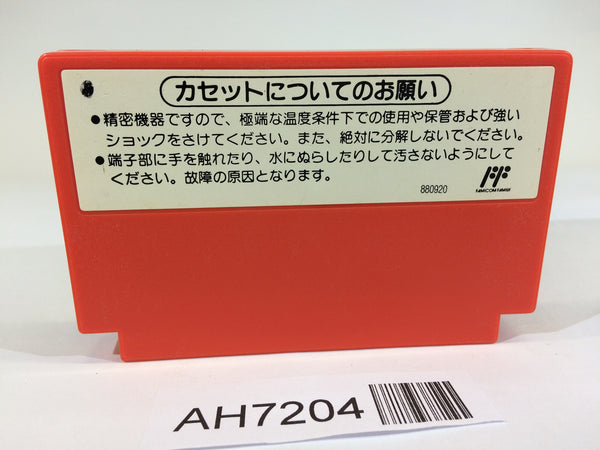 カセットについてのお願い
●精密機器ですので、極端な温度条件下での使用や保管および強い
ショックをさけてください。また、絶対に分解しないでください。
●端子部に手を触れたり、水にぬらしたりして汚さないようにして
ください。故障の原因となります。
880920
FF
FAMICOM FAMILY
AH7204